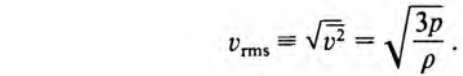 v_rms ≡ √v̅² = √(3p/ρ) .